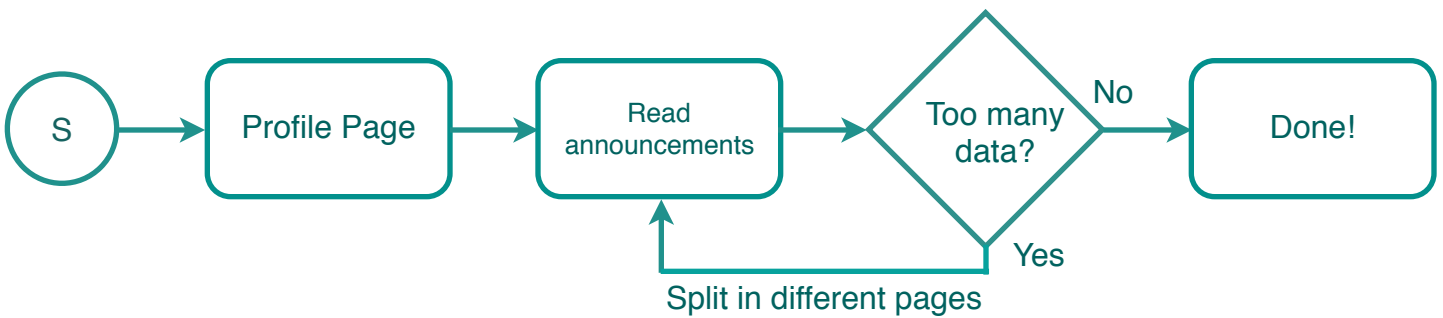 S
Profile Page
Read
announcements
Too many
data?
No
Done!
Yes
Split in different pages